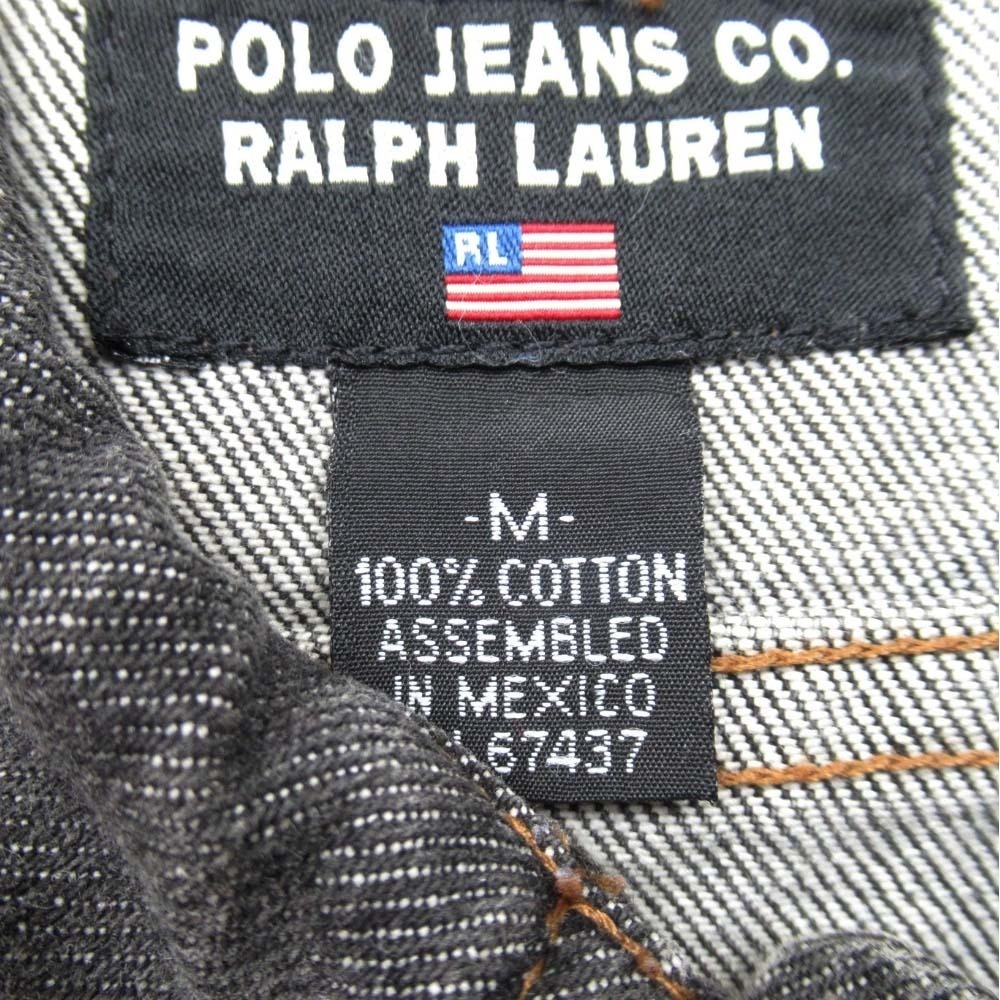 POLO JEANS CO.
RALPH LAUREN
RL
-M-
100% COTTON
ASSEMBLED
IN MEXICO
67437